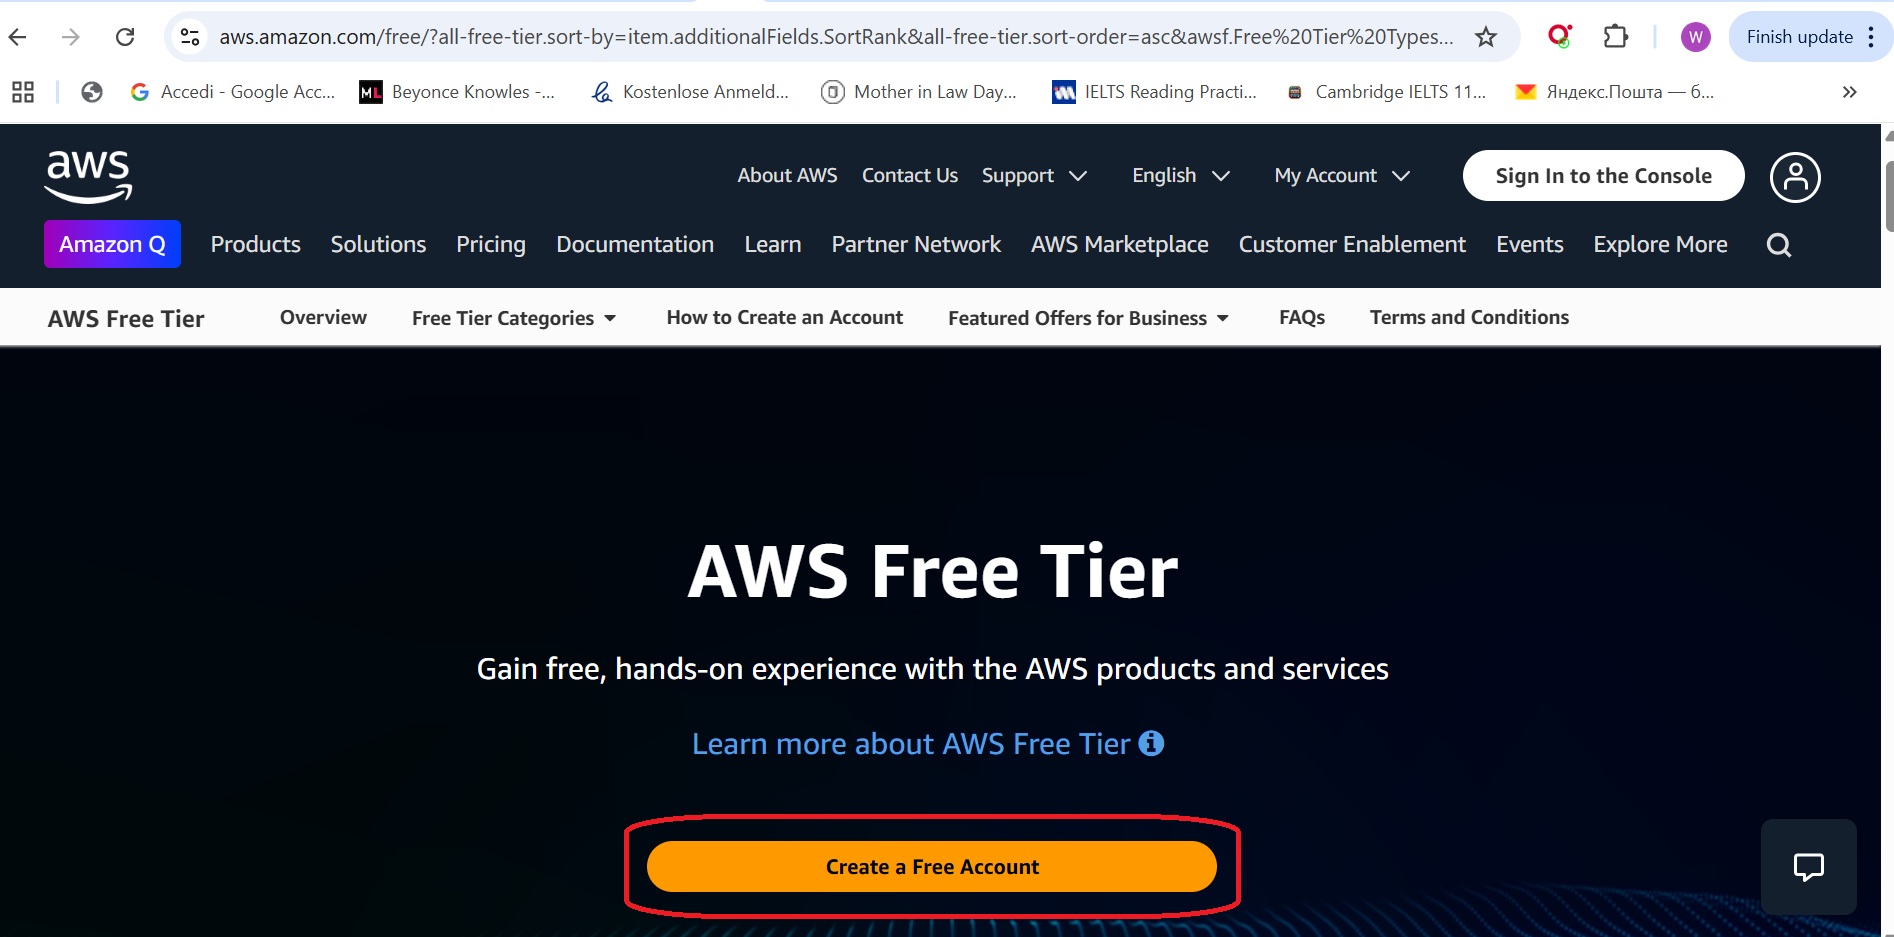 aws.amazon.com/free/?all-free-tier.sort-by=item.additionalFields.SortRank&all-free-tier.sort-order=asc&awsf.Free%20Tier%20Types...
W
Finish update
Accedi - Google Acc...
ML
Beyonce Knowles -...
Kostenlose Anmeld...
Mother in Law Day...
IELTS Reading Practi...
Cambridge IELTS 11...
Яндекс.Почта — б...
aws
About AWS
Contact Us
Support
English
My Account
Sign In to the Console
Amazon Q
Products
Solutions
Pricing
Documentation
Learn
Partner Network
AWS Marketplace
Customer Enablement
Events
Explore More
AWS Free Tier
Overview
Free Tier Categories
How to Create an Account
Featured Offers for Business
FAQs
Terms and Conditions
AWS Free Tier
Gain free, hands-on experience with the AWS products and services
Learn more about AWS Free Tier
Create a Free Account